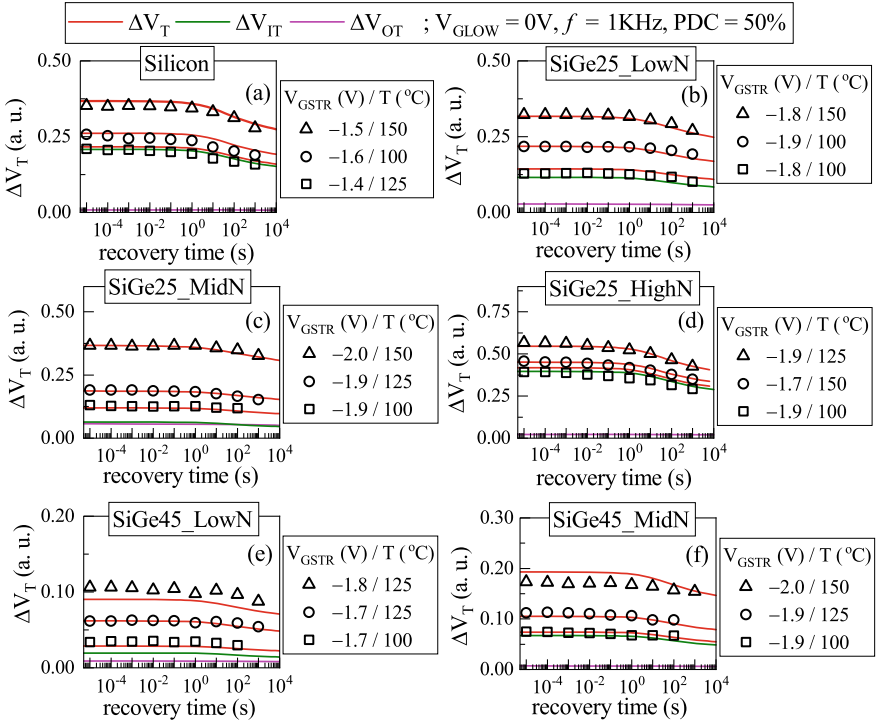 ΔV_T ΔV_IT ΔV_OT ; V_GLOW = 0V, f = 1KHz, PDC = 50%
Silicon
(a)
ΔV_T (a. u.)
0.50
0.25
0.00
10^-4 10^-2 10^0 10^2 10^4
recovery time (s)
V_GSTR (V) / T (°C)
−1.5 / 150
−1.6 / 100
−1.4 / 125
SiGe25_LowN
(b)
ΔV_T (a. u.)
0.50
0.25
0.00
10^-4 10^-2 10^0 10^2 10^4
recovery time (s)
V_GSTR (V) / T (°C)
−1.8 / 150
−1.9 / 100
−1.8 / 100
SiGe25_MidN
(c)
ΔV_T (a. u.)
0.50
0.25
0.00
10^-4 10^-2 10^0 10^2 10^4
recovery time (s)
V_GSTR (V) / T (°C)
−2.0 / 150
−1.9 / 125
−1.9 / 100
SiGe25_HighN
(d)
ΔV_T (a. u.)
0.75
0.50
0.25
0.00
10^-4 10^-2 10^0 10^2 10^4
recovery time (s)
V_GSTR (V) / T (°C)
−1.9 / 125
−1.7 / 150
−1.9 / 100
SiGe45_LowN
(e)
ΔV_T (a. u.)
0.20
0.10
0.00
10^-4 10^-2 10^0 10^2 10^4
recovery time (s)
V_GSTR (V) / T (°C)
−1.8 / 125
−1.7 / 125
−1.7 / 100
SiGe45_MidN
(f)
ΔV_T (a. u.)
0.30
0.20
0.10
0.00
10^-4 10^-2 10^0 10^2 10^4
recovery time (s)
V_GSTR (V) / T (°C)
−2.0 / 150
−1.9 / 125
−1.9 / 100